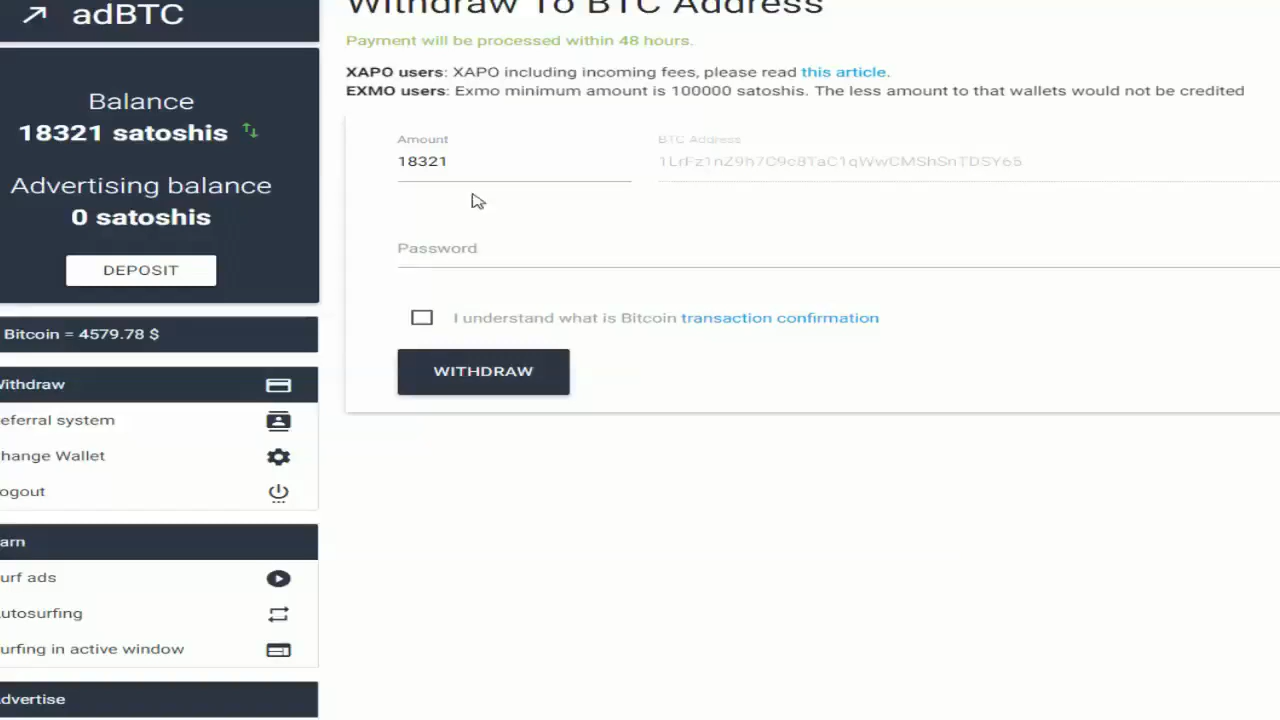 adBTC
Balance
18321 satoshis
Advertising balance
0 satoshis
DEPOSIT
Bitcoin = 4579.78 $
Withdraw
eferral system
hange Wallet
ogout
arn
urf ads
utosurfing
urfing in active window
dvertise
Withdraw To BTC Address
Payment will be processed within 48 hours.
XAPO users: XAPO including incoming fees, please read this article.
EXMO users: Exmo minimum amount is 100000 satoshis. The less amount to that wallets would not be credited
Amount
18321
BTC Address
Password
I understand what is Bitcoin transaction confirmation
WITHDRAW